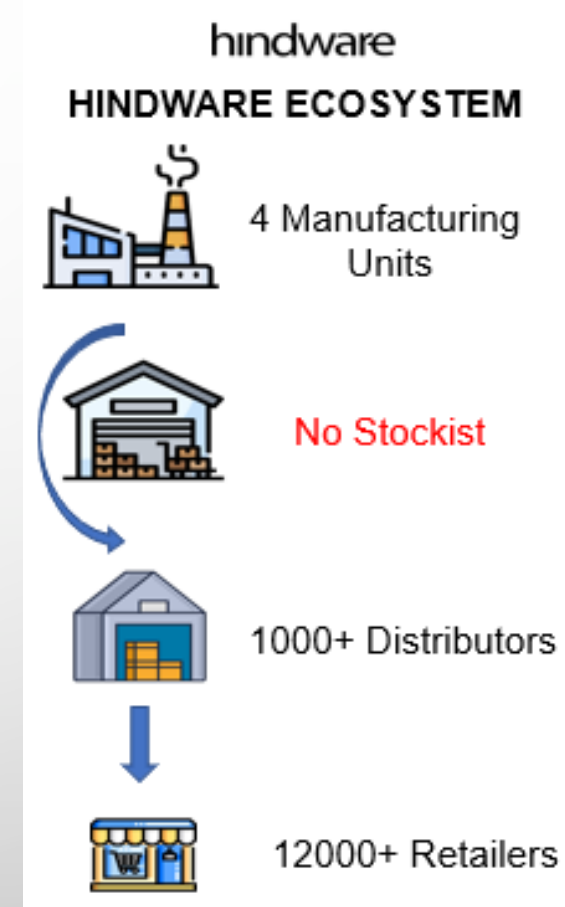 hindware
HINDWARE ECOSYSTEM
4 Manufacturing
Units
No Stockist
1000+ Distributors
12000+ Retailers